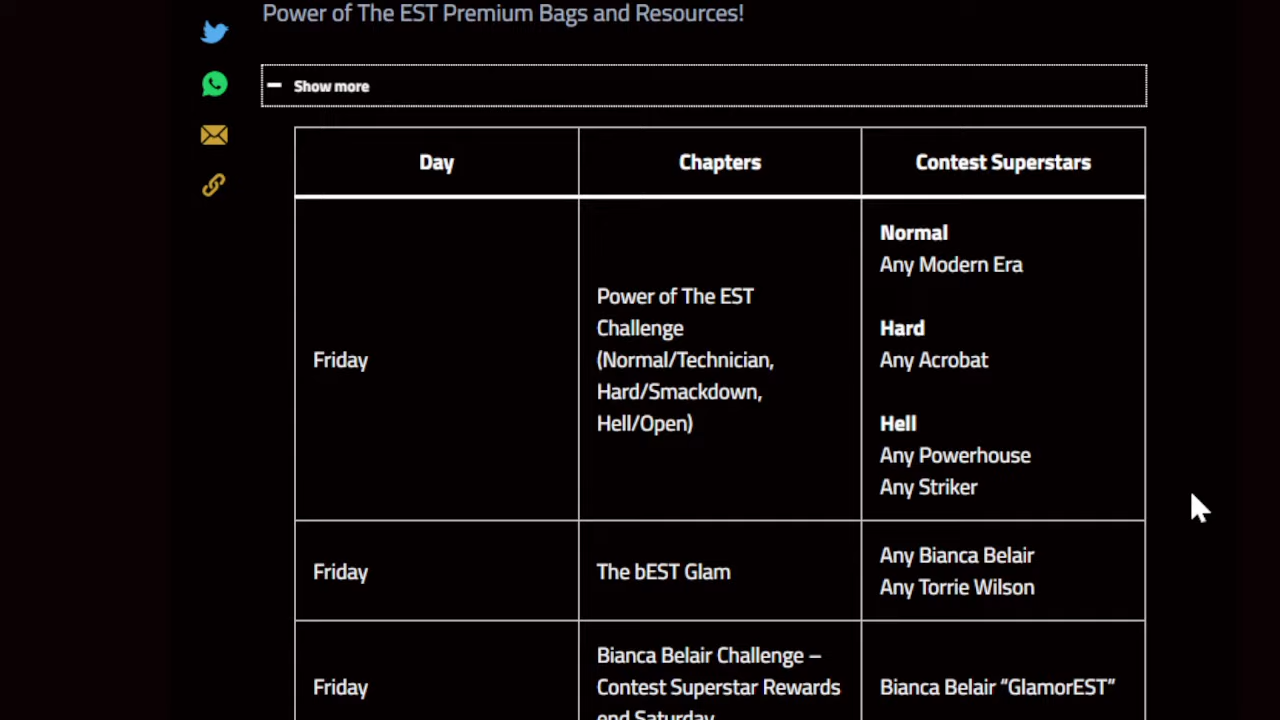 Power of The EST Premium Bags and Resources!
Show more
Day
Chapters
Contest Superstars
Friday
Power of The EST
Challenge
(Normal/Technician,
Hard/Smackdown,
Hell/Open)
Normal
Any Modern Era
Hard
Any Acrobat
Hell
Any Powerhouse
Any Striker
Friday
The bEST Glam
Any Bianca Belair
Any Torrie Wilson
Friday
Bianca Belair Challenge –
Contest Superstar Rewards
end Saturday
Bianca Belair “GlamorEST”